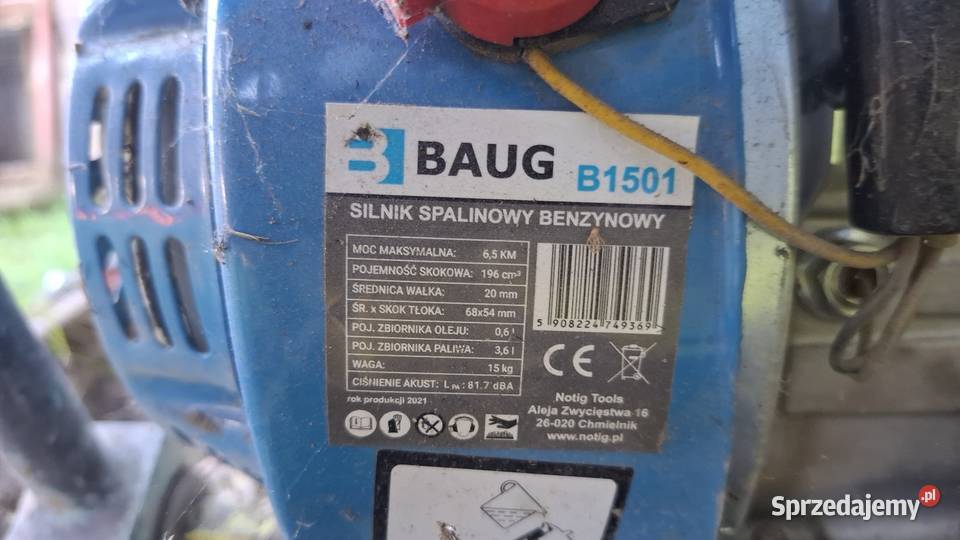 B BAUG B1501
SILNIK SPALINOWY BENZYNOWY
MOC MAKSYMALNA: 6,5 KM
POJEMNOŚĆ SKOKOWA: 196 cm³
ŚREDNICA WAŁKA: 20 mm
ŚR. x SKOK TŁOKA: 68x54 mm
POJ. ZBIORNIKA OLEJU: 0,6 l
POJ. ZBIORNIKA PALIWA: 3,6 l
WAGA: 15 kg
CIŚNIENIE AKUST: L PA : 81.7 dBA
rok produkcji 2021
5 908224 749369
CE
Notig Tools
Aleja Zwycięstwa 16
26-020 Chmielnik
www.notig.pl
Sprzedajemy.pl